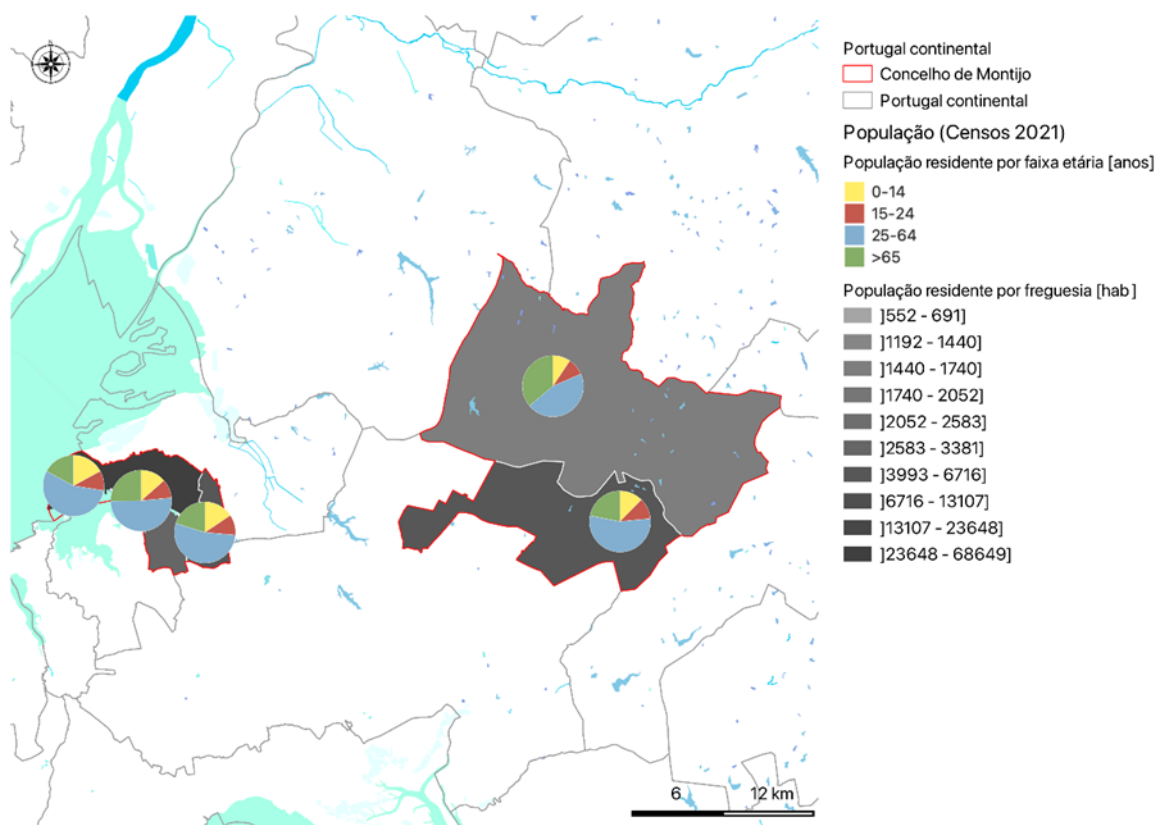 N
Portugal continental
Concelho de Montijo
Portugal continental
População (Censos 2021)
População residente por faixa etária [anos]
0-14
15-24
25-64
>65
População residente por freguesia [hab]
]552 - 691]
]1192 - 1440]
]1440 - 1740]
]1740 - 2052]
]2052 - 2583]
]2583 - 3381]
]3993 - 6716]
]6716 - 13107]
]13107 - 23648]
]23648 - 68649]
6 12 km